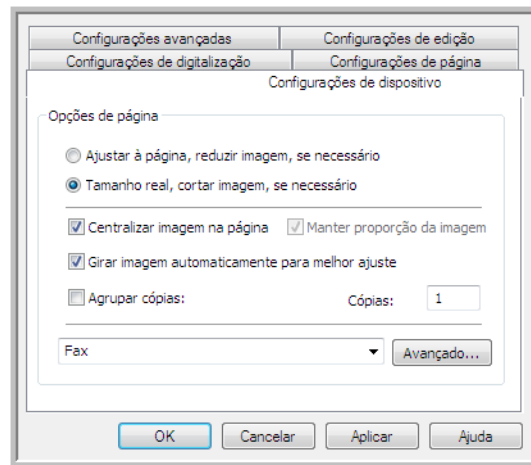 Configurações avançadas Configurações de edição
Configurações de digitalização Configurações de página
Configurações de dispositivo
Opções de página
Ajustar à página, reduzir imagem, se necessário
Tamanho real, cortar imagem, se necessário
Centralizar imagem na página Manter proporção da imagem
Girar imagem automaticamente para melhor ajuste
Agrupar cópias: Cópias: 1
Fax Avançado...
OK Cancelar Aplicar Ajuda